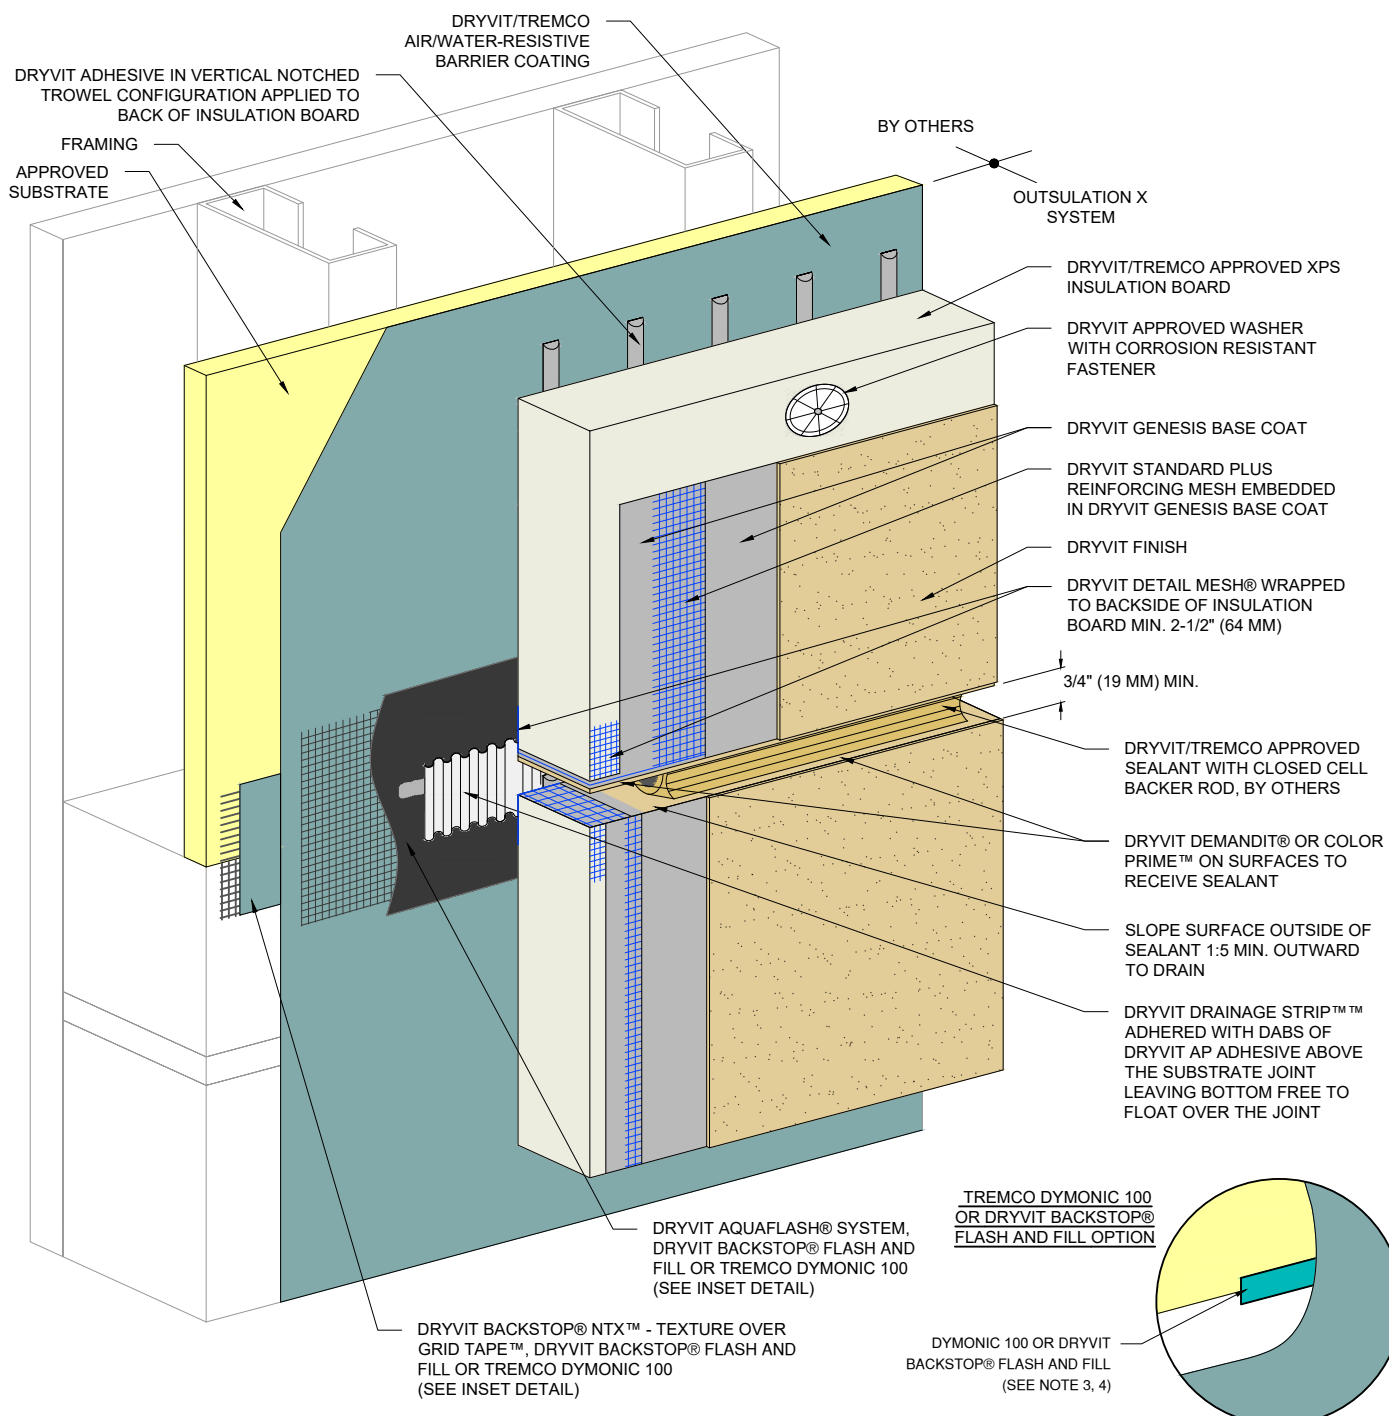 DRYVIT/TREMCO
AIR/WATER-RESISTIVE
BARRIER COATING
DRYVIT ADHESIVE IN VERTICAL NOTCHED
TROWEL CONFIGURATION APPLIED TO
BACK OF INSULATION BOARD
FRAMING
APPROVED
SUBSTRATE
BY OTHERS
OUTSULATION X
SYSTEM
DRYVIT/TREMCO APPROVED XPS
INSULATION BOARD
DRYVIT APPROVED WASHER
WITH CORROSION RESISTANT
FASTENER
DRYVIT GENESIS BASE COAT
DRYVIT STANDARD PLUS
REINFORCING MESH EMBEDDED
IN DRYVIT GENESIS BASE COAT
DRYVIT FINISH
DRYVIT DETAIL MESH® WRAPPED
TO BACKSIDE OF INSULATION
BOARD MIN. 2-1/2" (64 MM)
3/4" (19 MM) MIN.
DRYVIT/TREMCO APPROVED
SEALANT WITH CLOSED CELL
BACKER ROD, BY OTHERS
DRYVIT DEMANDIT® OR COLOR
PRIME™ ON SURFACES TO
RECEIVE SEALANT
SLOPE SURFACE OUTSIDE OF
SEALANT 1:5 MIN. OUTWARD
TO DRAIN
DRYVIT DRAINAGE STRIP™™
ADHERED WITH DABS OF
DRYVIT AP ADHESIVE ABOVE
THE SUBSTRATE JOINT
LEAVING BOTTOM FREE TO
FLOAT OVER THE JOINT
TREMCO DYMONIC 100
OR DRYVIT BACKSTOP®
FLASH AND FILL OPTION
DRYVIT AQUAFLASH® SYSTEM,
DRYVIT BACKSTOP® FLASH AND
FILL OR TREMCO DYMONIC 100
(SEE INSET DETAIL)
DRYVIT BACKSTOP® NTX™ - TEXTURE OVER
GRID TAPE™, DRYVIT BACKSTOP® FLASH AND
FILL OR TREMCO DYMONIC 100
(SEE INSET DETAIL)
DYMONIC 100 OR DRYVIT
BACKSTOP® FLASH AND FILL
(SEE NOTE 3, 4)